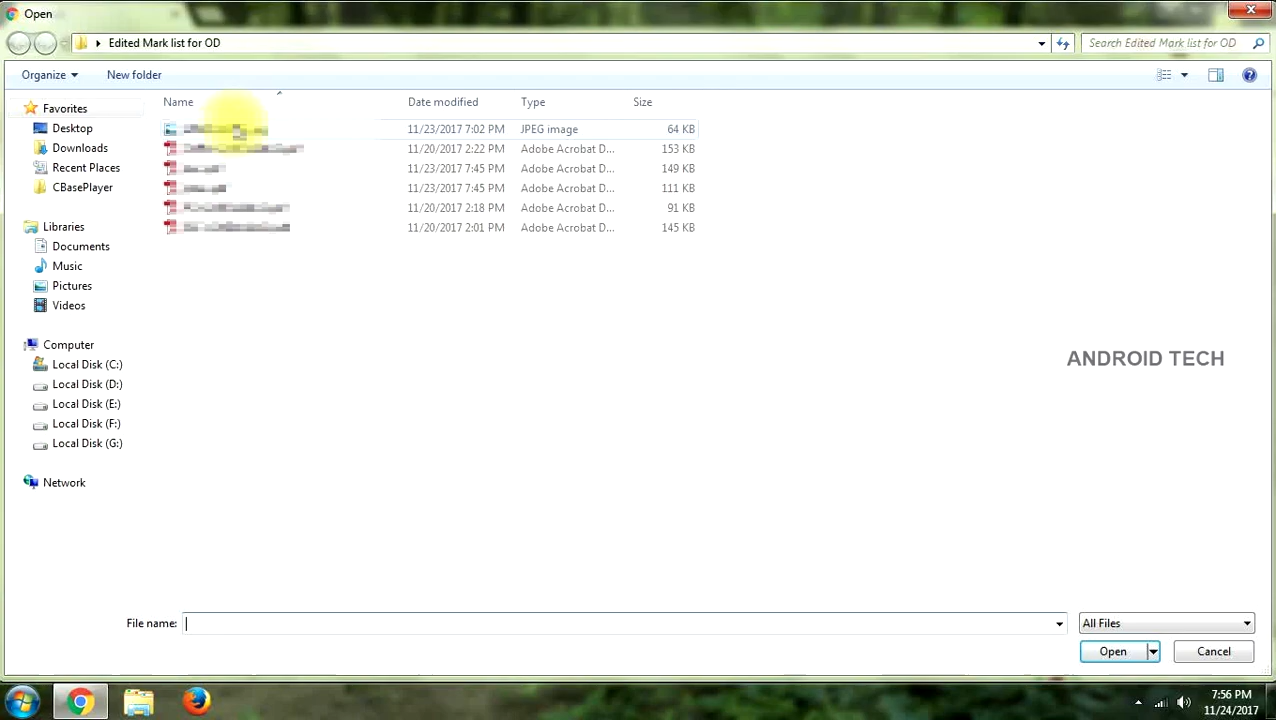 Open
Edited Mark list for OD
Search Edited Mark list for OD
Organize New folder
Name Date modified Type Size
Favorites
Desktop
Downloads
Recent Places
CBasePlayer
Libraries
Documents
Music
Pictures
Videos
Computer
Local Disk (C:)
Local Disk (D:)
Local Disk (E:)
Local Disk (F:)
Local Disk (G:)
Network
11/23/2017 7:02 PM JPEG image 64 KB
11/20/2017 2:22 PM Adobe Acrobat D... 153 KB
11/23/2017 7:45 PM Adobe Acrobat D... 149 KB
11/23/2017 7:45 PM Adobe Acrobat D... 111 KB
11/20/2017 2:18 PM Adobe Acrobat D... 91 KB
11/20/2017 2:01 PM Adobe Acrobat D... 145 KB
ANDROID TECH
File name: All Files
Open Cancel
7:56 PM
11/24/2017